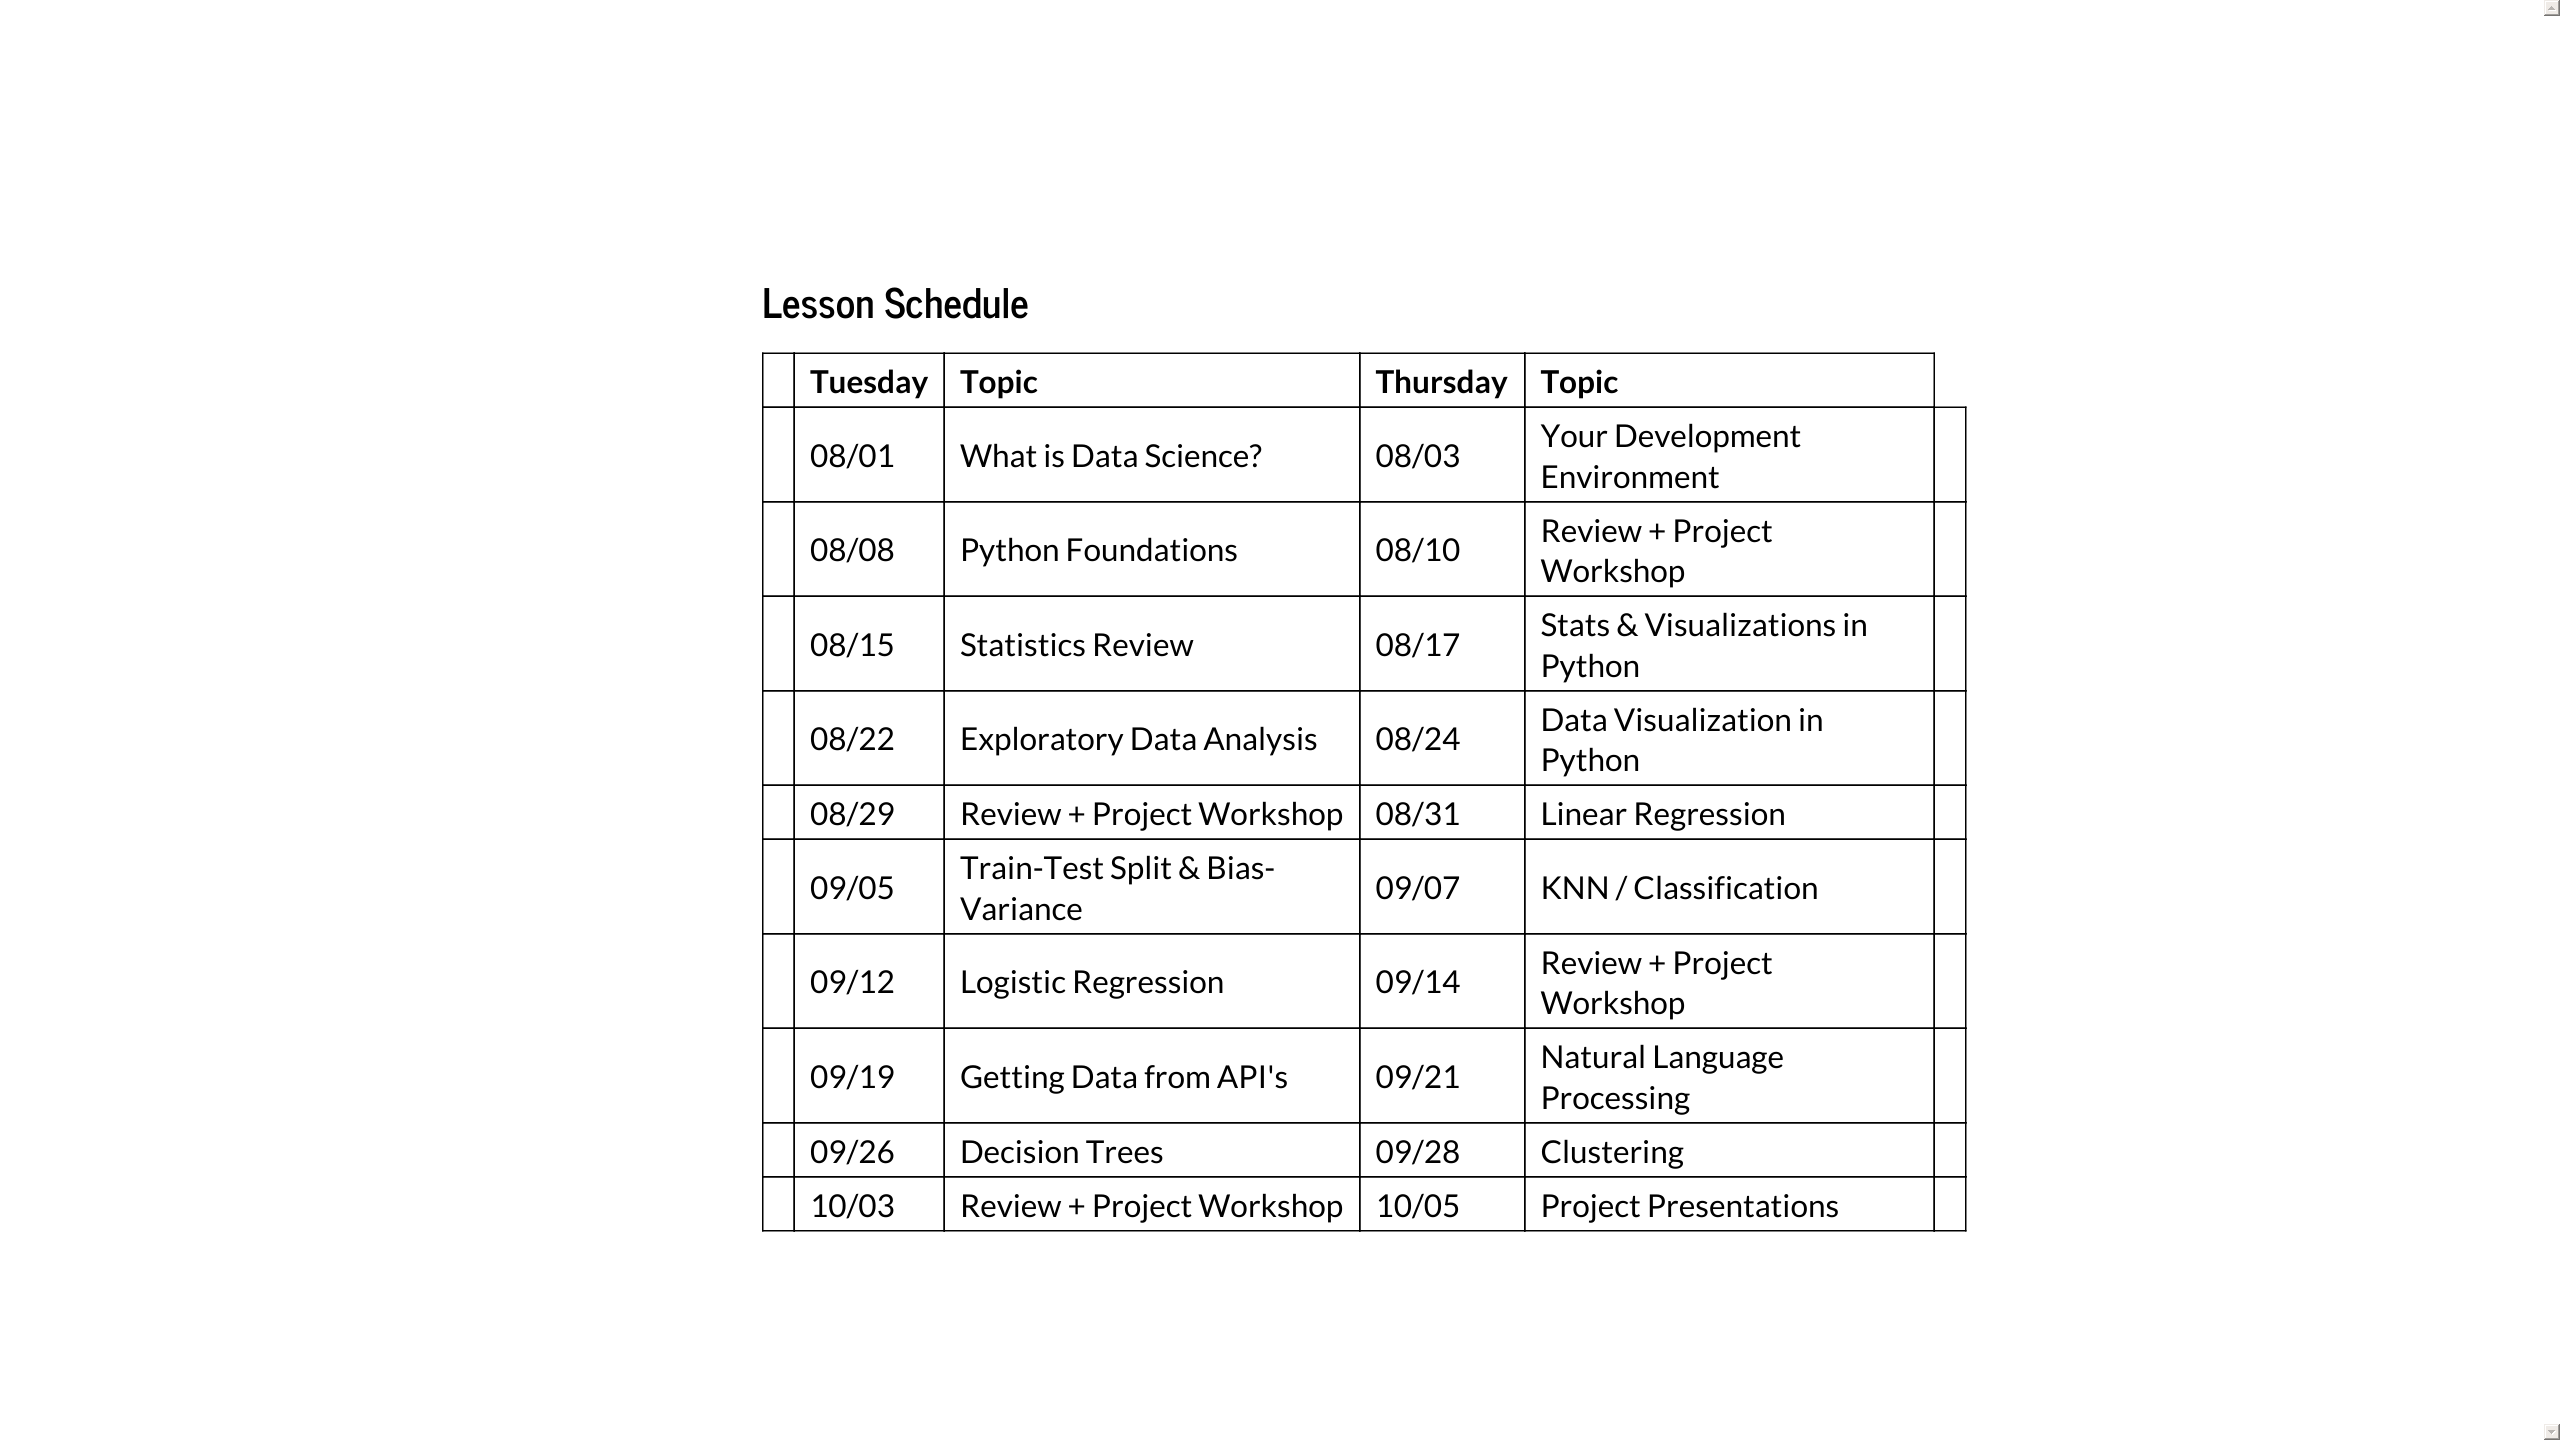 Lesson Schedule
Tuesday Topic Thursday Topic
08/01 What is Data Science? 08/03 Your Development
Environment
08/08 Python Foundations 08/10 Review + Project
Workshop
08/15 Statistics Review 08/17 Stats & Visualizations in
Python
08/22 Exploratory Data Analysis 08/24 Data Visualization in
Python
08/29 Review + Project Workshop 08/31 Linear Regression
09/05 Train-Test Split & Bias-
Variance 09/07 KNN / Classification
09/12 Logistic Regression 09/14 Review + Project
Workshop
09/19 Getting Data from API's 09/21 Natural Language
Processing
09/26 Decision Trees 09/28 Clustering
10/03 Review + Project Workshop 10/05 Project Presentations